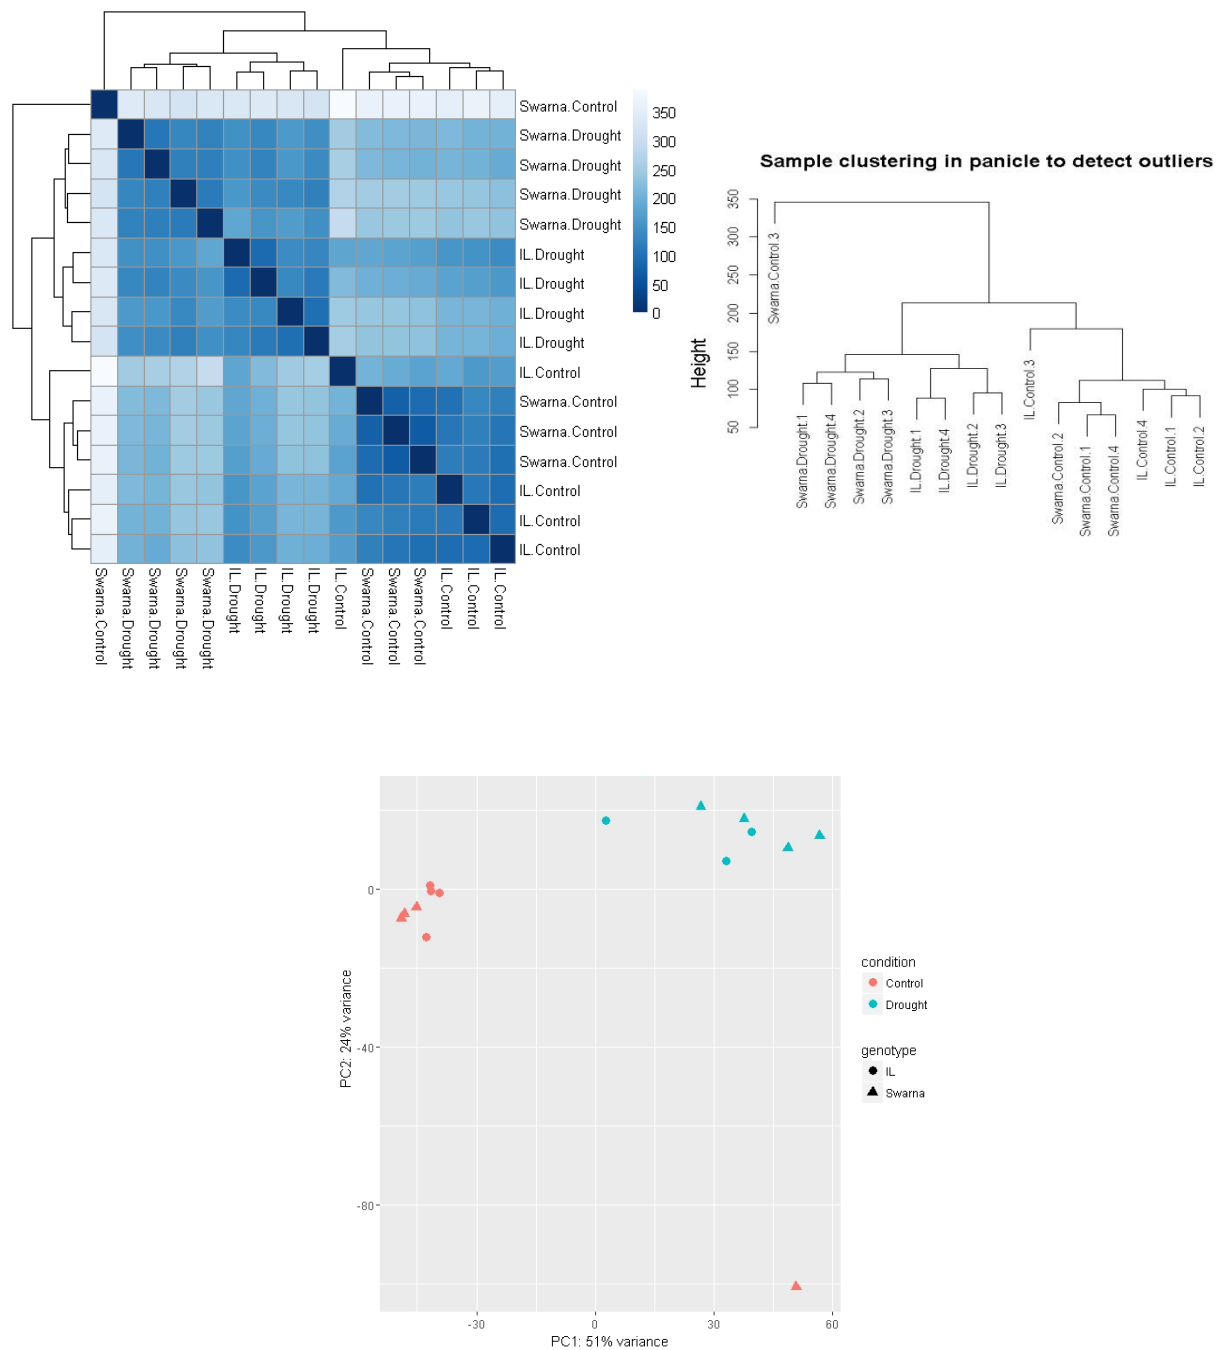 Swarna.Control
Swarna.Drought
Swarna.Drought
Swarna.Drought
Swarna.Drought
IL.Drought
IL.Drought
IL.Drought
IL.Drought
IL.Control
Swarna.Control
Swarna.Control
Swarna.Control
IL.Control
IL.Control
IL.Control
350
300
250
200
150
100
50
0
Swarna.Control
Swarna.Drought
Swarna.Drought
Swarna.Drought
Swarna.Drought
IL.Drought
IL.Drought
IL.Drought
IL.Drought
IL.Control
Swarna.Control
Swarna.Control
Swarna.Control
IL.Control
IL.Control
IL.Control
Sample clustering in panicle to detect outliers
Height
350
300
250
200
150
100
50
Swarna.Control.3
Swarna.Drought.1
Swarna.Drought.4
Swarna.Drought.2
Swarna.Drought.3
IL.Drought.1
IL.Drought.4
IL.Drought.2
IL.Drought.3
IL.Control.3
Swarna.Control.2
Swarna.Control.1
Swarna.Control.4
IL.Control.4
IL.Control.1
IL.Control.2
PC2: 24% variance
0
-40
-80
-30
0
30
60
PC1: 51% variance
condition
Control
Drought
genotype
IL
Swarna